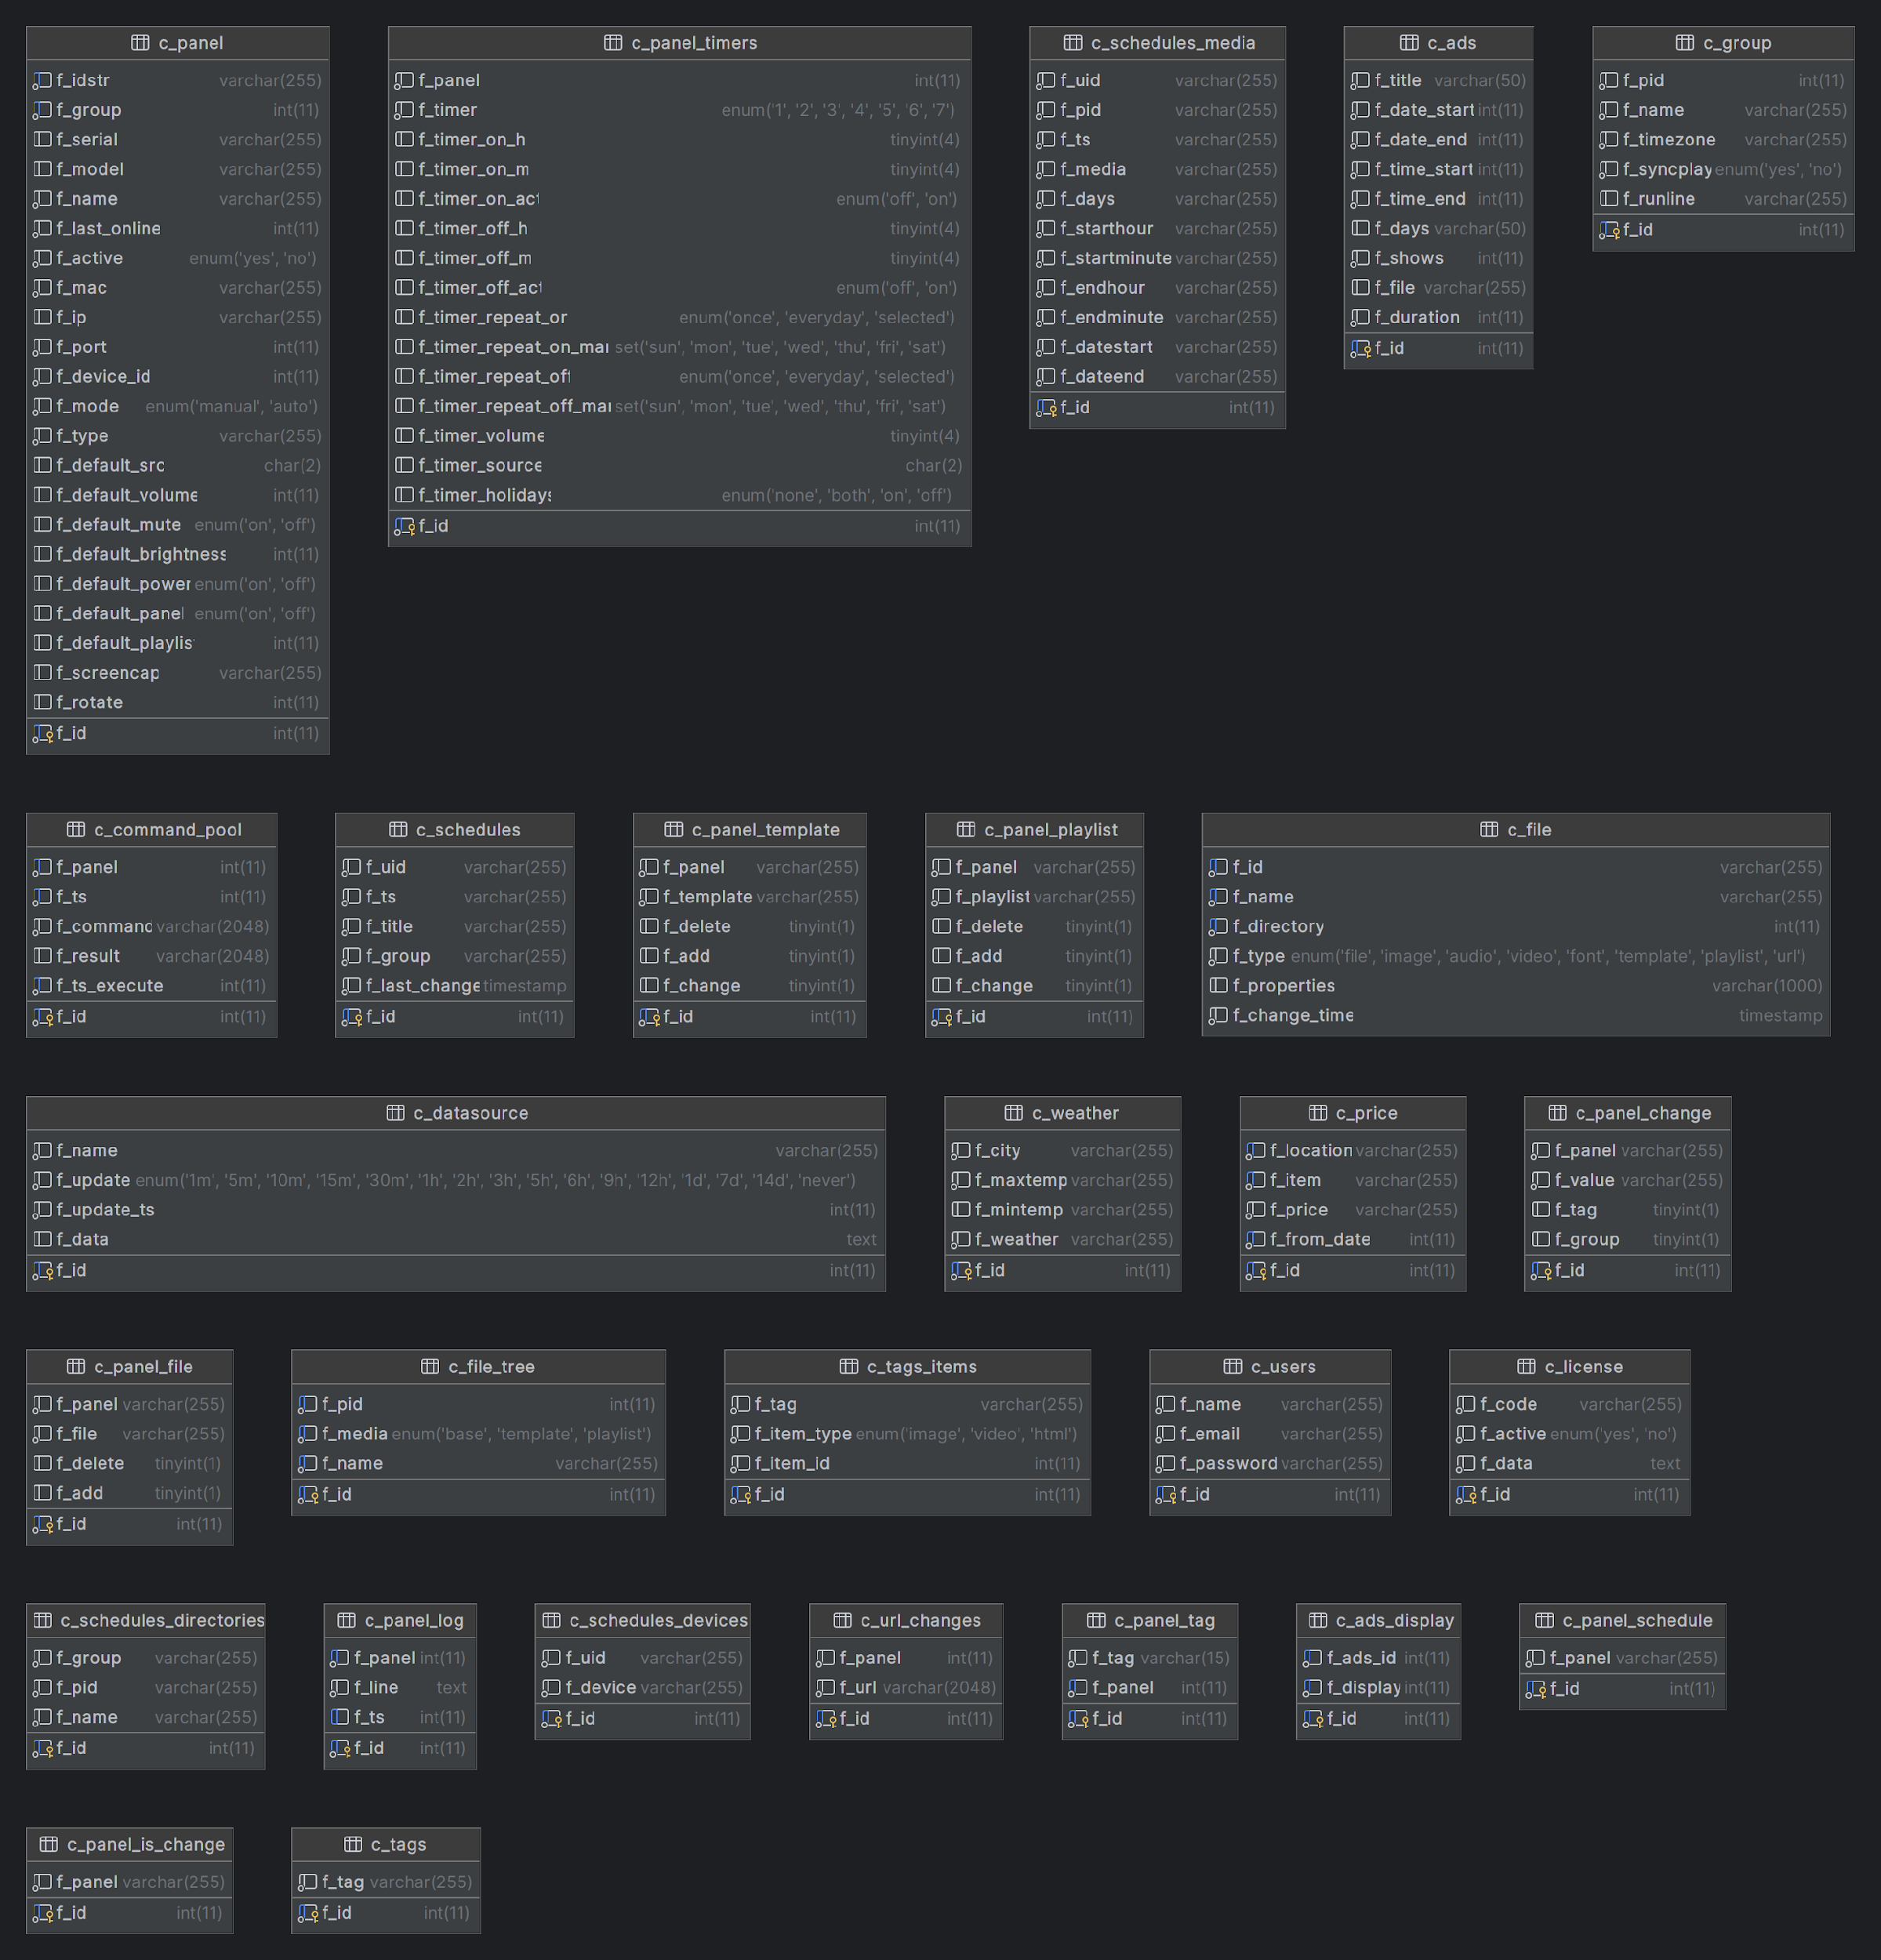 c_panel
f_idstr varchar(255)
f_group int(11)
f_serial varchar(255)
f_model varchar(255)
f_name varchar(255)
f_last_online int(11)
f_active enum('yes', 'no')
f_mac varchar(255)
f_ip varchar(255)
f_port int(11)
f_device_id int(11)
f_mode enum('manual', 'auto')
f_type varchar(255)
f_default_src char(2)
f_default_volume int(11)
f_default_mute enum('on', 'off')
f_default_brightness int(11)
f_default_power enum('on', 'off')
f_default_panel enum('on', 'off')
f_default_playlis int(11)
f_screencap varchar(255)
f_rotate int(11)
f_id int(11)
c_panel_timers
f_panel int(11)
f_timer enum('1', '2', '3', '4', '5', '6', '7')
f_timer_on_h tinyint(4)
f_timer_on_m tinyint(4)
f_timer_on_act enum('off', 'on')
f_timer_off_h tinyint(4)
f_timer_off_m tinyint(4)
f_timer_off_act enum('off', 'on')
f_timer_repeat_or enum('once', 'everyday', 'selected')
f_timer_repeat_on_mai set('sun', 'mon', 'tue', 'wed', 'thu', 'fri', 'sat')
f_timer_repeat_off enum('once', 'everyday', 'selected')
f_timer_repeat_off_mai set('sun', 'mon', 'tue', 'wed', 'thu', 'fri', 'sat')
f_timer_volume tinyint(4)
f_timer_source char(2)
f_timer_holidays enum('none', 'both', 'on', 'off')
f_id int(11)
c_schedules_media
f_uid varchar(255)
f_pid varchar(255)
f_ts varchar(255)
f_media varchar(255)
f_days varchar(255)
f_starthour varchar(255)
f_startminute varchar(255)
f_endhour varchar(255)
f_endminute varchar(255)
f_datestart varchar(255)
f_dateend varchar(255)
f_id int(11)
c_ads
f_title varchar(50)
f_date_start int(11)
f_date_end int(11)
f_time_start int(11)
f_time_end int(11)
f_days varchar(50)
f_shows int(11)
f_file varchar(255)
f_duration int(11)
f_id int(11)
c_group
f_pid int(11)
f_name varchar(255)
f_timezone varchar(255)
f_syncplay enum('yes', 'no')
f_runline varchar(255)
f_id int(11)
c_command_pool
f_panel int(11)
f_ts int(11)
f_command varchar(2048)
f_result varchar(2048)
f_ts_execute int(11)
f_id int(11)
c_schedules
f_uid varchar(255)
f_ts varchar(255)
f_title varchar(255)
f_group varchar(255)
f_last_change timestamp
f_id int(11)
c_panel_template
f_panel varchar(255)
f_template varchar(255)
f_delete tinyint(1)
f_add tinyint(1)
f_change tinyint(1)
f_id int(11)
c_panel_playlist
f_panel varchar(255)
f_playlist varchar(255)
f_delete tinyint(1)
f_add tinyint(1)
f_change tinyint(1)
f_id int(11)
c_file
f_id varchar(255)
f_name varchar(255)
f_directory int(11)
f_type enum('file', 'image', 'audio', 'video', 'font', 'template', 'playlist', 'url')
f_properties varchar(1000)
f_change_time timestamp
c_datasource
f_name varchar(255)
f_update enum('1m', '5m', '10m', '15m', '30m', '1h', '2h', '3h', '5h', '6h', '9h', '12h', '1d', '7d', '14d', 'never')
f_update_ts int(11)
f_data text
f_id int(11)
c_weather
f_city varchar(255)
f_maxtemp varchar(255)
f_mintemp varchar(255)
f_weather varchar(255)
f_id int(11)
c_price
f_location varchar(255)
f_item varchar(255)
f_price varchar(255)
f_from_date int(11)
f_id int(11)
c_panel_change
f_panel varchar(255)
f_value varchar(255)
f_tag tinyint(1)
f_group tinyint(1)
f_id int(11)
c_panel_file
f_panel varchar(255)
f_file varchar(255)
f_delete tinyint(1)
f_add tinyint(1)
f_id int(11)
c_file_tree
f_pid int(11)
f_media enum('base', 'template', 'playlist')
f_name varchar(255)
f_id int(11)
c_tags_items
f_tag varchar(255)
f_item_type enum('image', 'video', 'html')
f_item_id int(11)
f_id int(11)
c_users
f_name varchar(255)
f_email varchar(255)
f_password varchar(255)
f_id int(11)
c_license
f_code varchar(255)
f_active enum('yes', 'no')
f_data text
f_id int(11)
c_schedules_directories
f_group varchar(255)
f_pid varchar(255)
f_name varchar(255)
f_id int(11)
c_panel_log
f_panel int(11)
f_line text
f_ts int(11)
f_id int(11)
c_schedules_devices
f_uid varchar(255)
f_device varchar(255)
f_id int(11)
c_url_changes
f_panel int(11)
f_url varchar(2048)
f_id int(11)
c_panel_tag
f_tag varchar(15)
f_panel int(11)
f_id int(11)
c_ads_display
f_ads_id int(11)
f_display int(11)
f_id int(11)
c_panel_schedule
f_panel varchar(255)
f_id int(11)
c_panel_is_change
f_panel varchar(255)
f_id int(11)
c_tags
f_tag varchar(255)
f_id int(11)